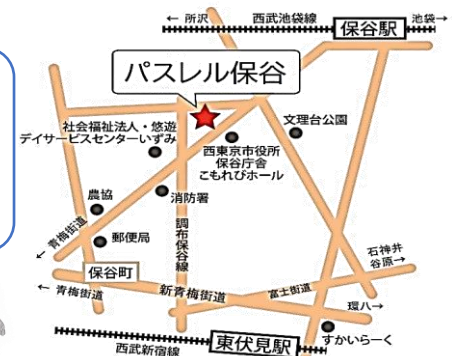 ← 所沢
西武池袋線
保谷駅
池袋→
パスレル保谷
社会福祉法人・悠遊
デイサービスセンターいずみ
文理台公園
西東京市役所
保谷庁舎
こもれびホール
農協
消防署
郵便局
← 青梅街道
調布保谷線
保谷町
← 青梅街道
新青梅街道
富士街道
石神井
谷原→
環八→
すかいらーく
東伏見駅
西武新宿線